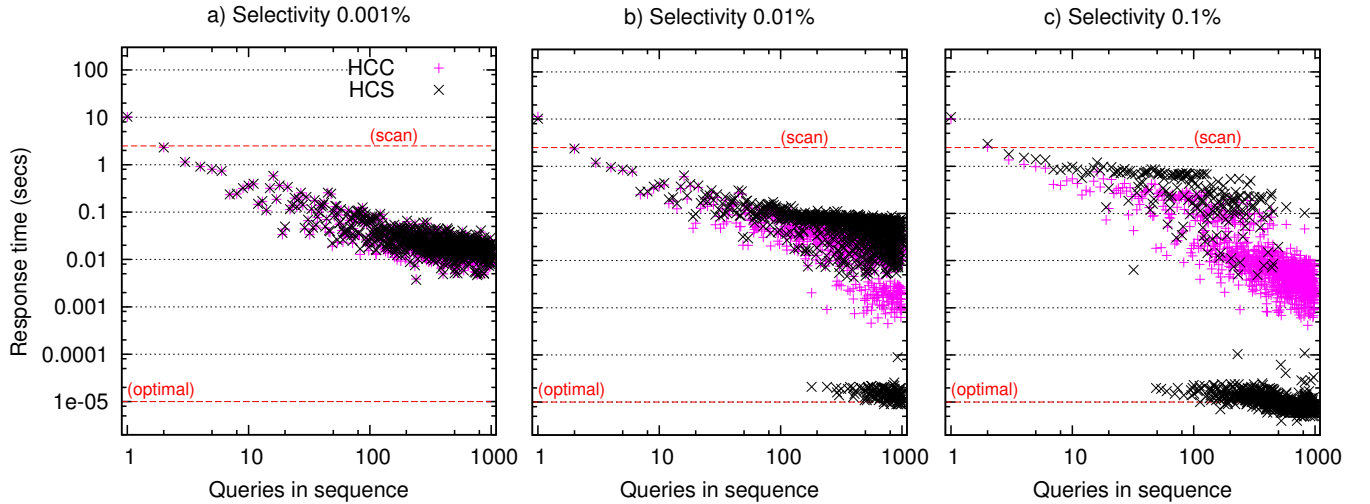 a) Selectivity 0.001%
b) Selectivity 0.01%
c) Selectivity 0.1%
Response time (secs)
100
10
1
0.1
0.01
0.001
0.0001
1e-05
HCC
HCS
(scan)
(optimal)
1 10 100 1000
Queries in sequence
(scan)
(optimal)
1 10 100 1000
Queries in sequence
(scan)
(optimal)
1 10 100 1000
Queries in sequence